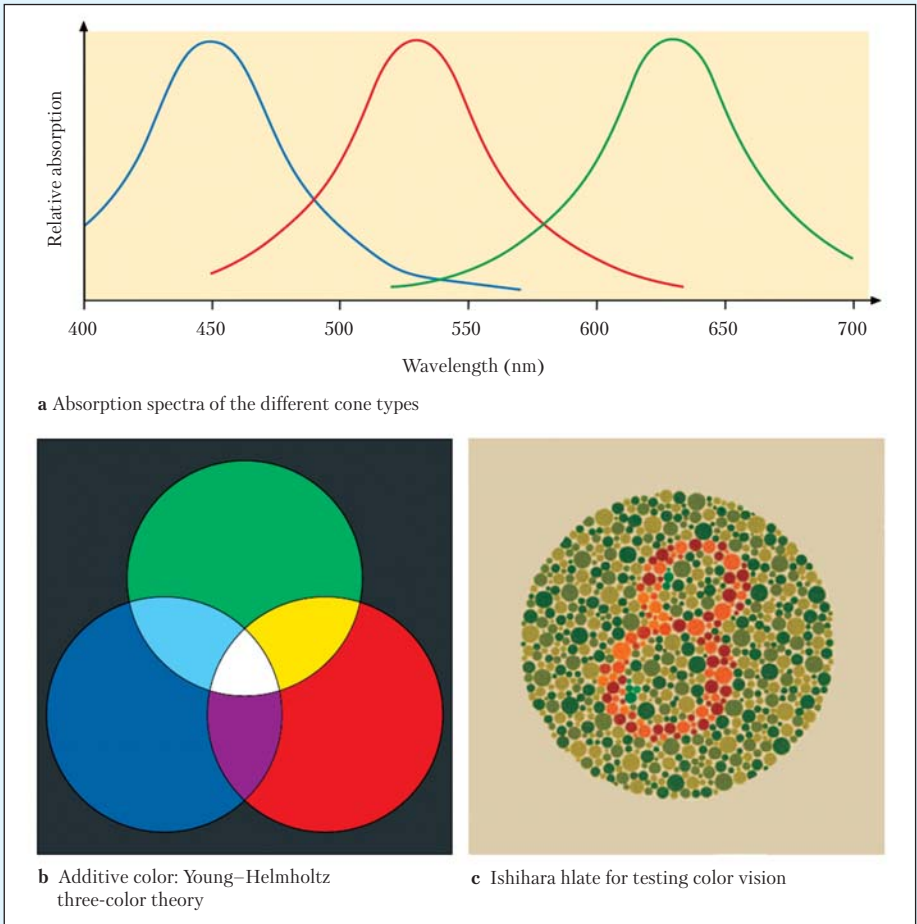 Relative absorption
400 450 500 550 600 650 700
Wavelength (nm)
a Absorption spectra of the different cone types
b Additive color: Young–Helmholtz
three-color theory
c Ishihara hlate for testing color vision